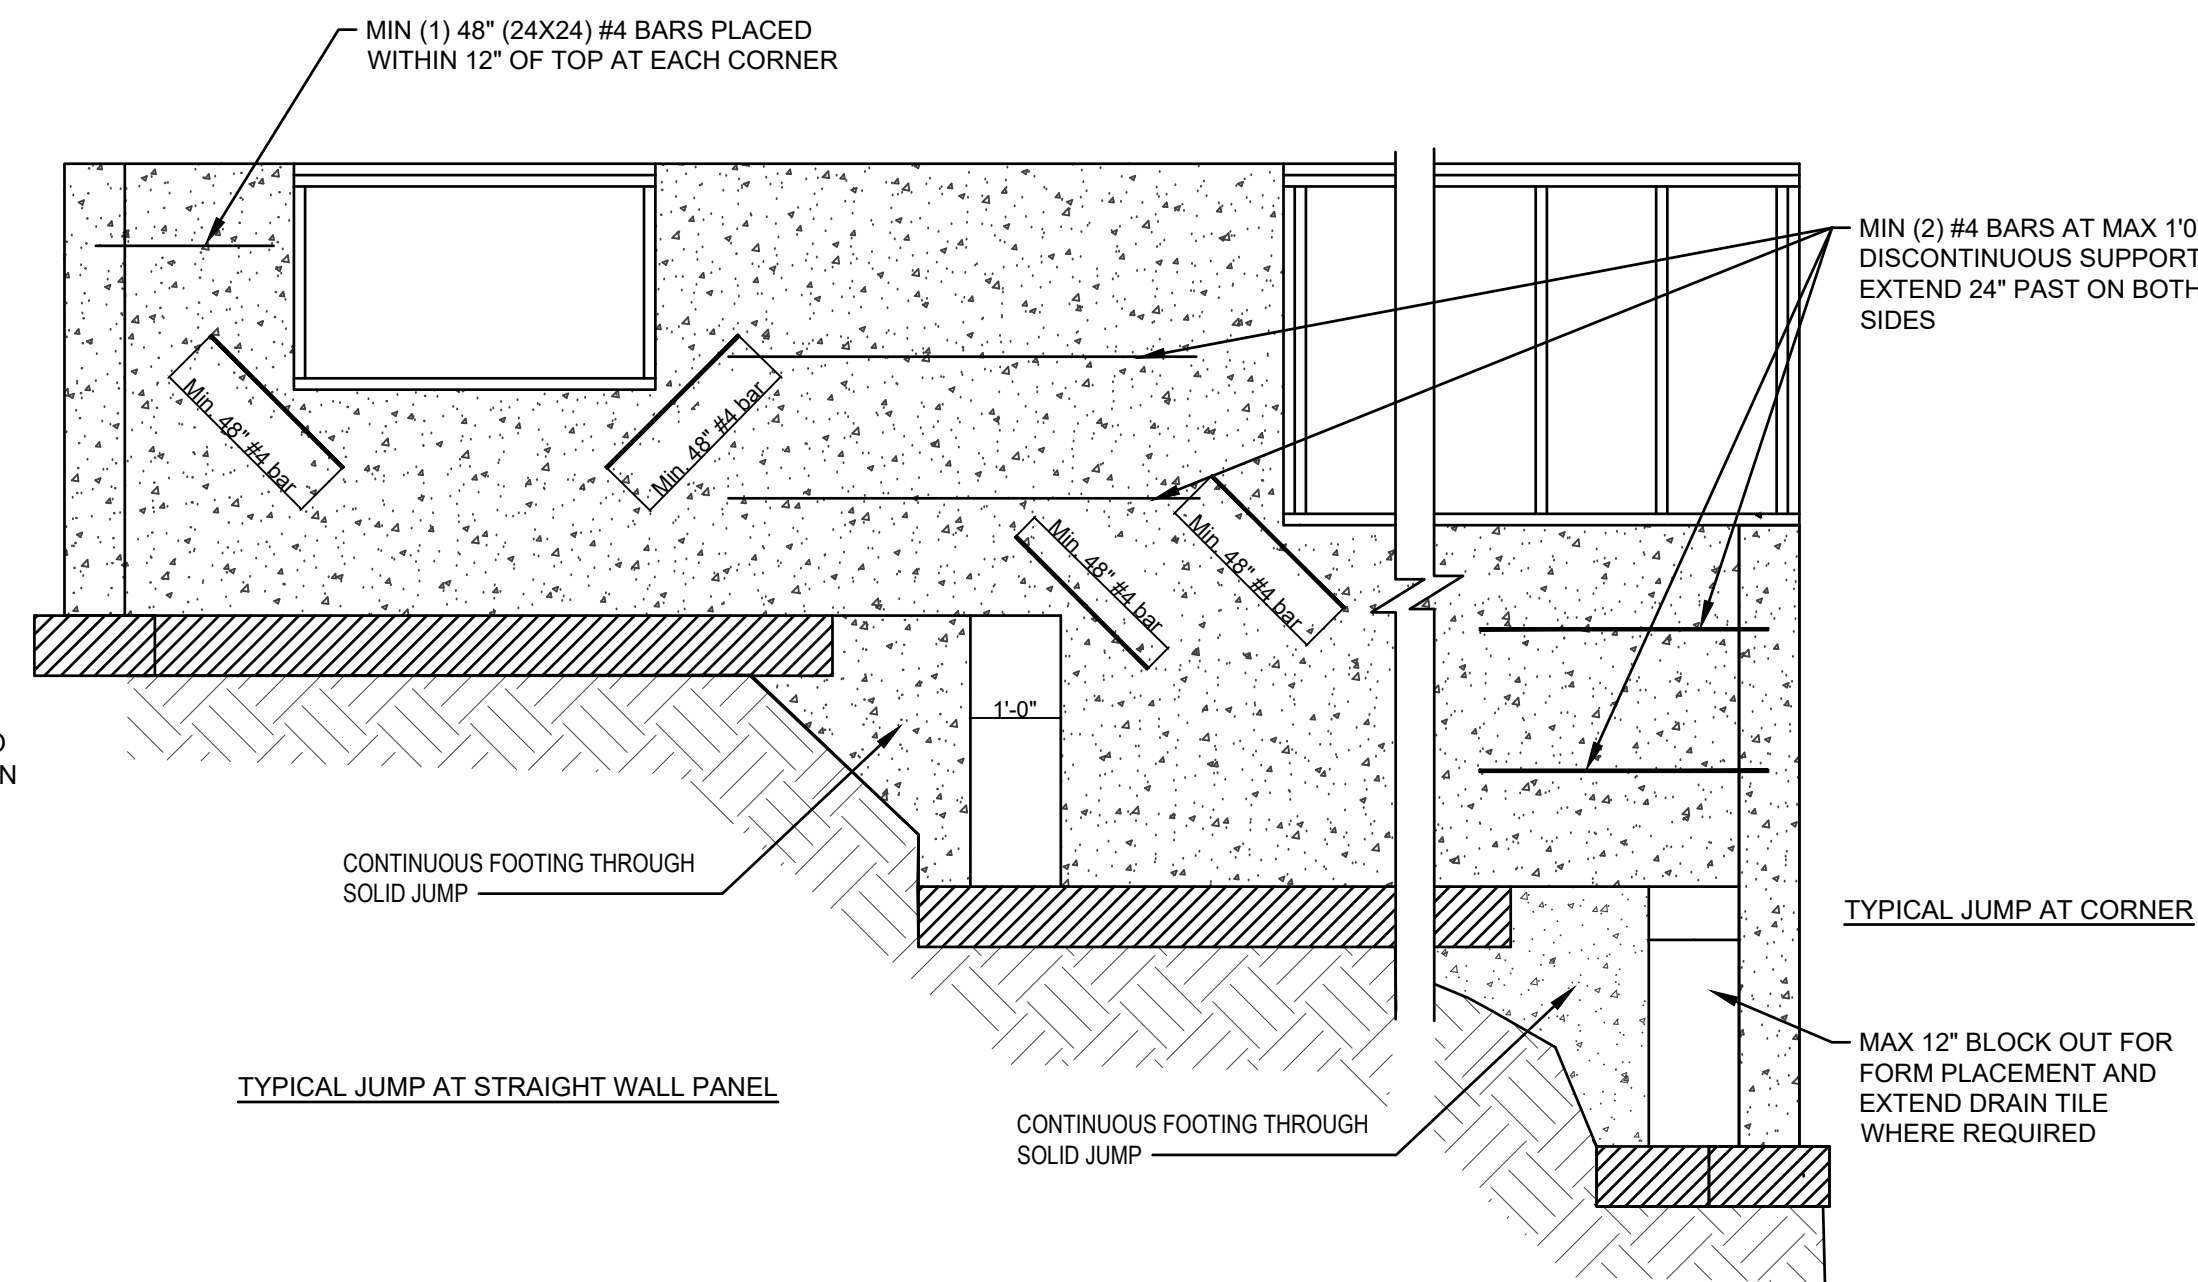 MIN (1) 48" (24X24) #4 BARS PLACED
WITHIN 12" OF TOP AT EACH CORNER
MIN (2) #4 BARS AT MAX 1'0
DISCONTINUOUS SUPPORT
EXTEND 24" PAST ON BOTH
SIDES
Min. 48" #4 bar
Min. 48" #4 bar
Min. 48" #4 bar
Min. 48" #4 bar
1'-0"
CONTINUOUS FOOTING THROUGH
SOLID JUMP
TYPICAL JUMP AT CORNER
MAX 12" BLOCK OUT FOR
FORM PLACEMENT AND
EXTEND DRAIN TILE
WHERE REQUIRED
TYPICAL JUMP AT STRAIGHT WALL PANEL
CONTINUOUS FOOTING THROUGH
SOLID JUMP